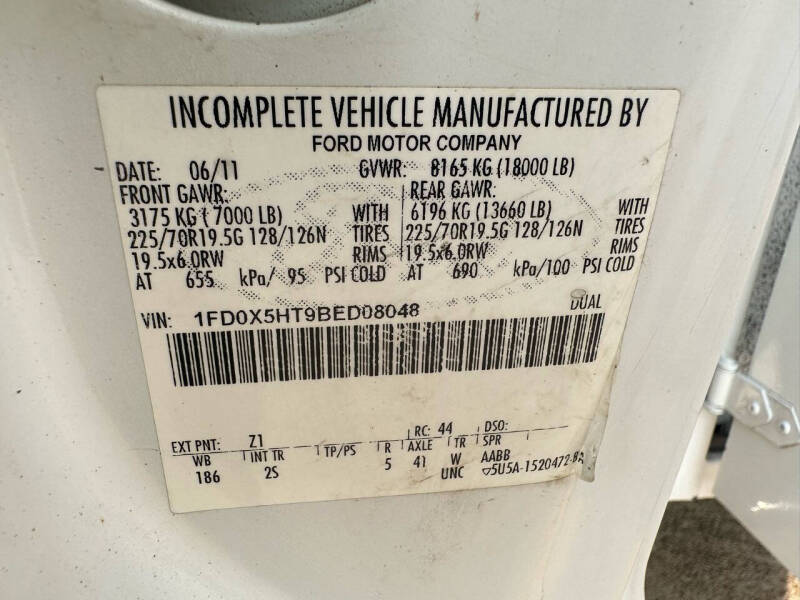 INCOMPLETE VEHICLE MANUFACTURED BY
FORD MOTOR COMPANY
DATE: 06/11 GVWR: 8165 KG (18000 LB)
FRONT GAWR: REAR GAWR:
3175 KG ( 7000 LB) WITH 6196 KG (13660 LB) WITH
225/70R19.5G 128/126N TIRES 225/70R19.5G 128/126N TIRES
19.5x6.0RW RIMS 19.5x6.0RW RIMS
AT 655 kPa/ 95 PSI COLD AT 690 kPa/100 PSI COLD
DUAL
VIN: 1FD0X5HT9BED08048
EXT PNT: Z1 RC: 44 DSO:
WB INT TR TP/PS R AXLE TR SPR
186 2S 5 41 W AABB
UNC 5U5A-1520472-B